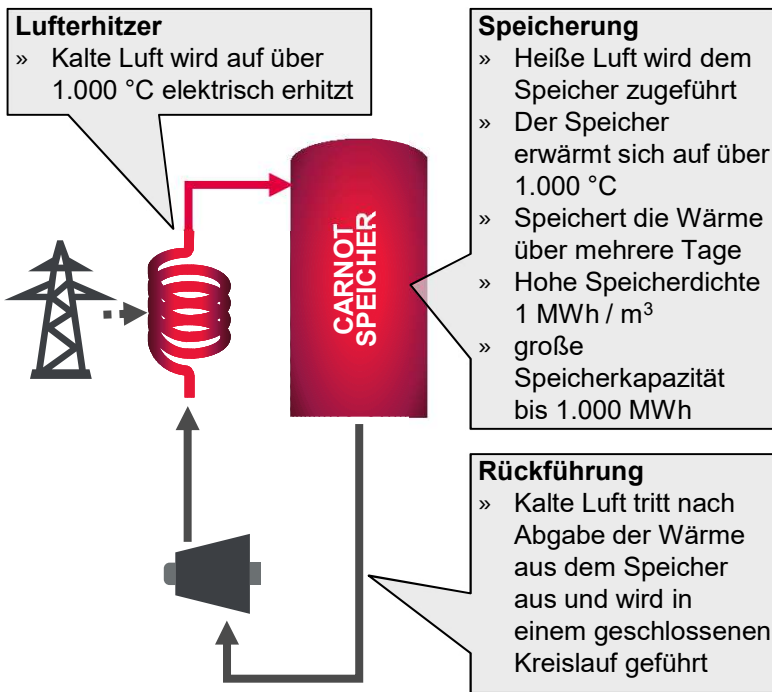 Lufterhitzer
» Kalte Luft wird auf über
1.000 °C elektrisch erhitzt
CARNOT
SPEICHER
Speicherung
» Heiße Luft wird dem
Speicher zugeführt
» Der Speicher
erwärmt sich auf über
1.000 °C
» Speichert die Wärme
über mehrere Tage
» Hohe Speicherdichte
1 MWh / m³
» große
Speicherkapazität
bis 1.000 MWh
Rückführung
» Kalte Luft tritt nach
Abgabe der Wärme
aus dem Speicher
aus und wird in
einem geschlossenen
Kreislauf geführt